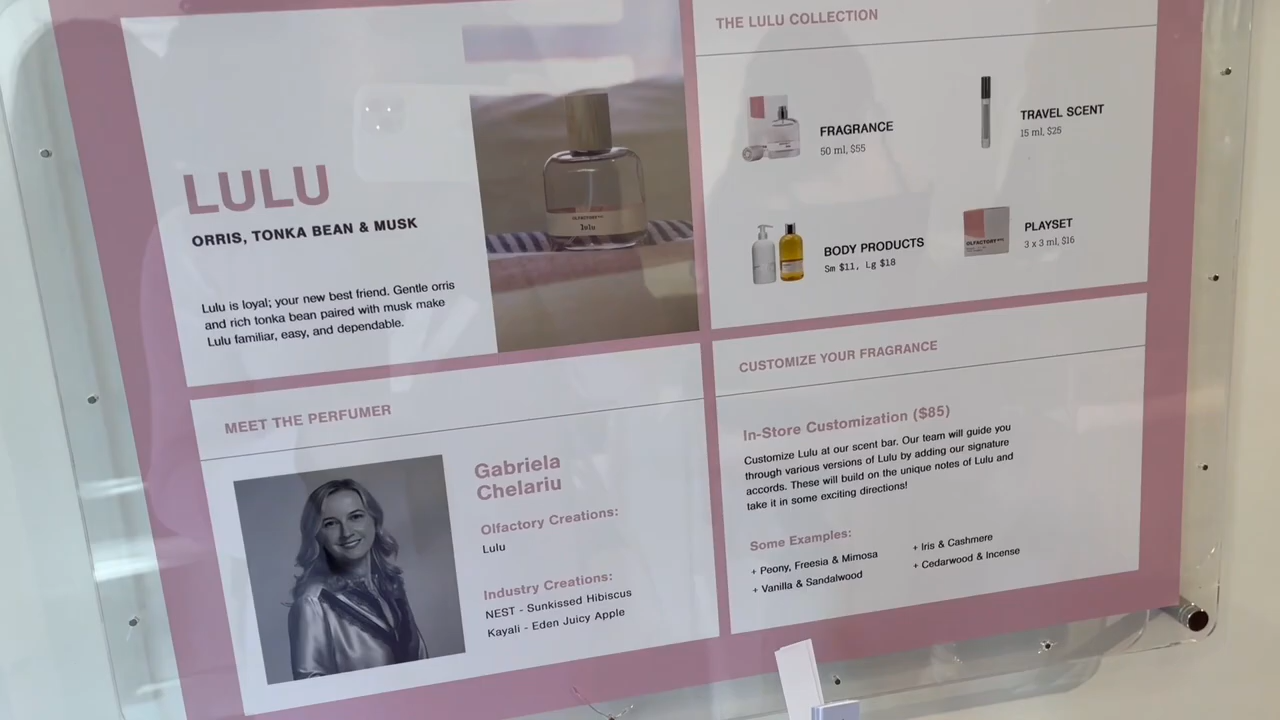 LULU
ORRIS, TONKA BEAN & MUSK
Lulu is loyal; your new best friend. Gentle orris
and rich tonka bean paired with musk make
Lulu familiar, easy, and dependable.
lulu
THE LULU COLLECTION
FRAGRANCE
50 ml, $55
TRAVEL SCENT
15 ml, $25
BODY PRODUCTS
Sm $11, Lg $18
OLFACTORY NYC
PLAYSET
3 x 3 ml, $16
MEET THE PERFUMER
Gabriela
Chelariu
Olfactory Creations:
Lulu
Industry Creations:
NEST - Sunkissed Hibiscus
Kayali - Eden Juicy Apple
CUSTOMIZE YOUR FRAGRANCE
In-Store Customization ($85)
Customize Lulu at our scent bar. Our team will guide you
through various versions of Lulu by adding our signature
accords. These will build on the unique notes of Lulu and
take it in some exciting directions!
Some Examples:
+ Peony, Freesia & Mimosa
+ Vanilla & Sandalwood
+ Iris & Cashmere
+ Cedarwood & Incense